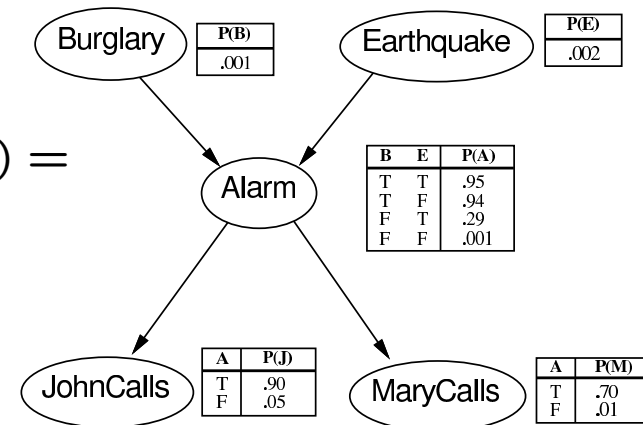 Burglary
P(B)
.001
Earthquake
P(E)
.002
) =
Alarm
B E P(A)
T T .95
T F .94
F T .29
F F .001
JohnCalls
A P(J)
T .90
F .05
MaryCalls
A P(M)
T .70
F .01